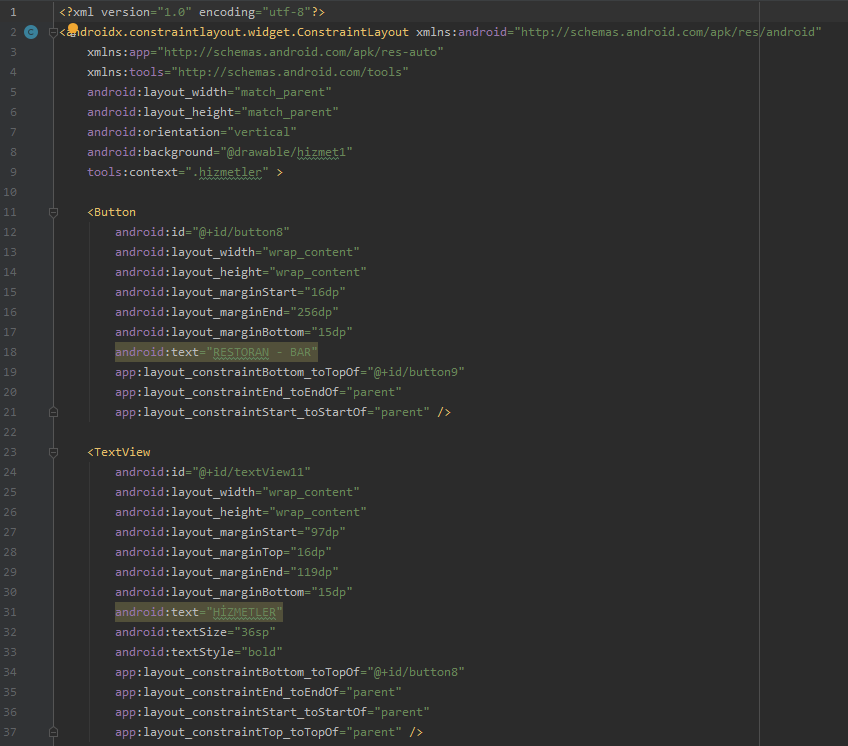 1 <?xml version="1.0" encoding="utf-8"?>
2 <androidx.constraintlayout.widget.ConstraintLayout xmlns:android="http://schemas.android.com/apk/res/android"
3 xmlns:app="http://schemas.android.com/apk/res-auto"
4 xmlns:tools="http://schemas.android.com/tools"
5 android:layout_width="match_parent"
6 android:layout_height="match_parent"
7 android:orientation="vertical"
8 android:background="@drawable/hizmet1"
9 tools:context=".hizmetler" >
10
11 <Button
12 android:id="@+id/button8"
13 android:layout_width="wrap_content"
14 android:layout_height="wrap_content"
15 android:layout_marginStart="16dp"
16 android:layout_marginEnd="256dp"
17 android:layout_marginBottom="15dp"
18 android:text="RESTORAN - BAR"
19 app:layout_constraintBottom_toTopOf="@+id/button9"
20 app:layout_constraintEnd_toEndOf="parent"
21 app:layout_constraintStart_toStartOf="parent" />
22
23 <TextView
24 android:id="@+id/textView11"
25 android:layout_width="wrap_content"
26 android:layout_height="wrap_content"
27 android:layout_marginStart="97dp"
28 android:layout_marginTop="16dp"
29 android:layout_marginEnd="119dp"
30 android:layout_marginBottom="15dp"
31 android:text="HİZMETLER"
32 android:textSize="36sp"
33 android:textStyle="bold"
34 app:layout_constraintBottom_toTopOf="@+id/button8"
35 app:layout_constraintEnd_toEndOf="parent"
36 app:layout_constraintStart_toStartOf="parent"
37 app:layout_constraintTop_toTopOf="parent" />